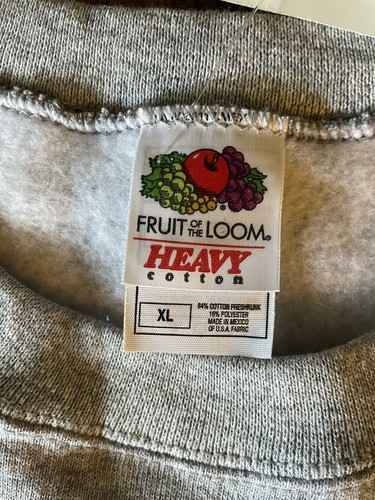 FRUIT OF THE LOOM®
HEAVY
cotton
XL
84% COTTON PRESHRUNK
16% POLYESTER
MADE IN MEXICO
OF U.S.A. FABRIC